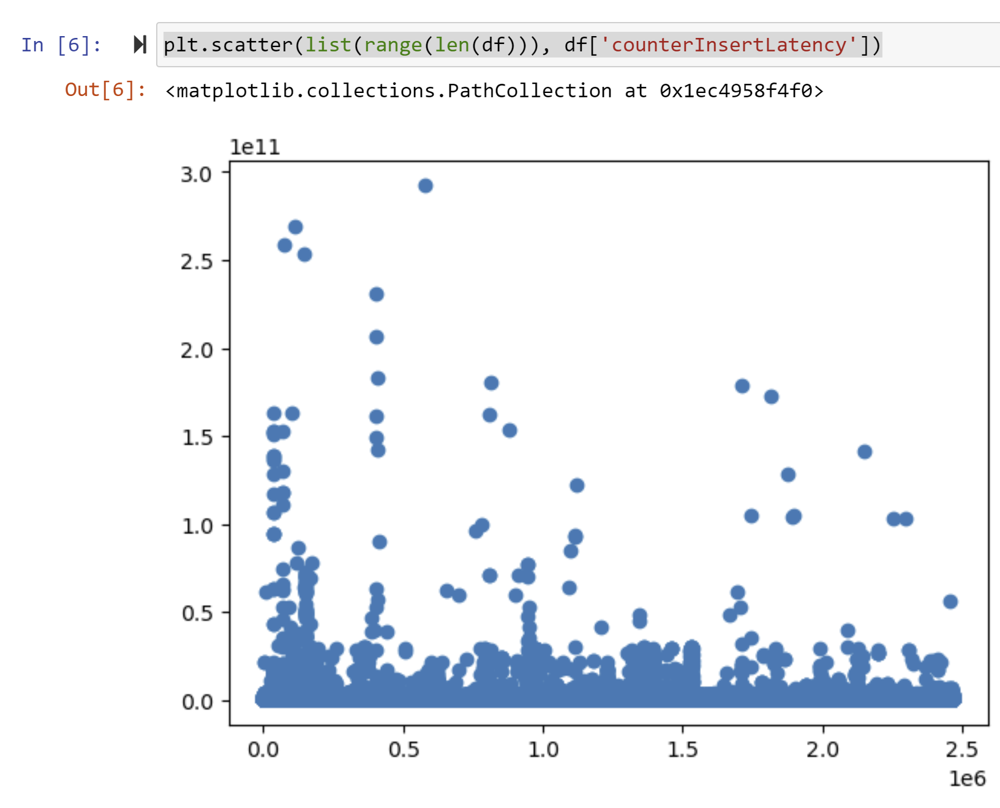 In [6]: plt.scatter(list(range(len(df))), df['counterInsertLatency'])
Out[6]: <matplotlib.collections.PathCollection at 0x1ec4958f4f0>
1e11
3.0
2.5
2.0
1.5
1.0
0.5
0.0
0.0 0.5 1.0 1.5 2.0 2.5
1e6